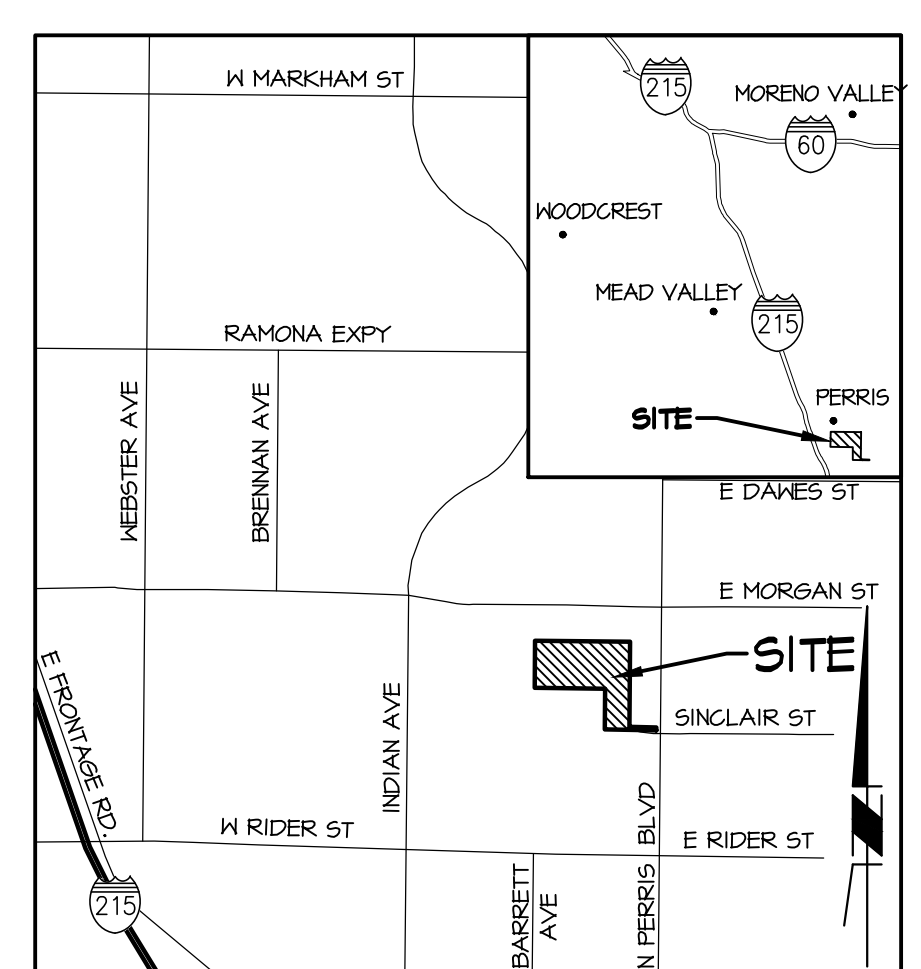 W MARKHAM ST
215
MORENO VALLEY
60
WOODCREST
MEAD VALLEY
215
RAMONA EXPY
PERRIS
SITE
WEBSTER AVE
BRENNAN AVE
E DAWES ST
E MORGAN ST
SITE
E FRONTAGE RD.
INDIAN AVE
SINCLAIR ST
W RIDER ST
E RIDER ST
N PERRIS BLVD
BARRETT
AVE
215
N